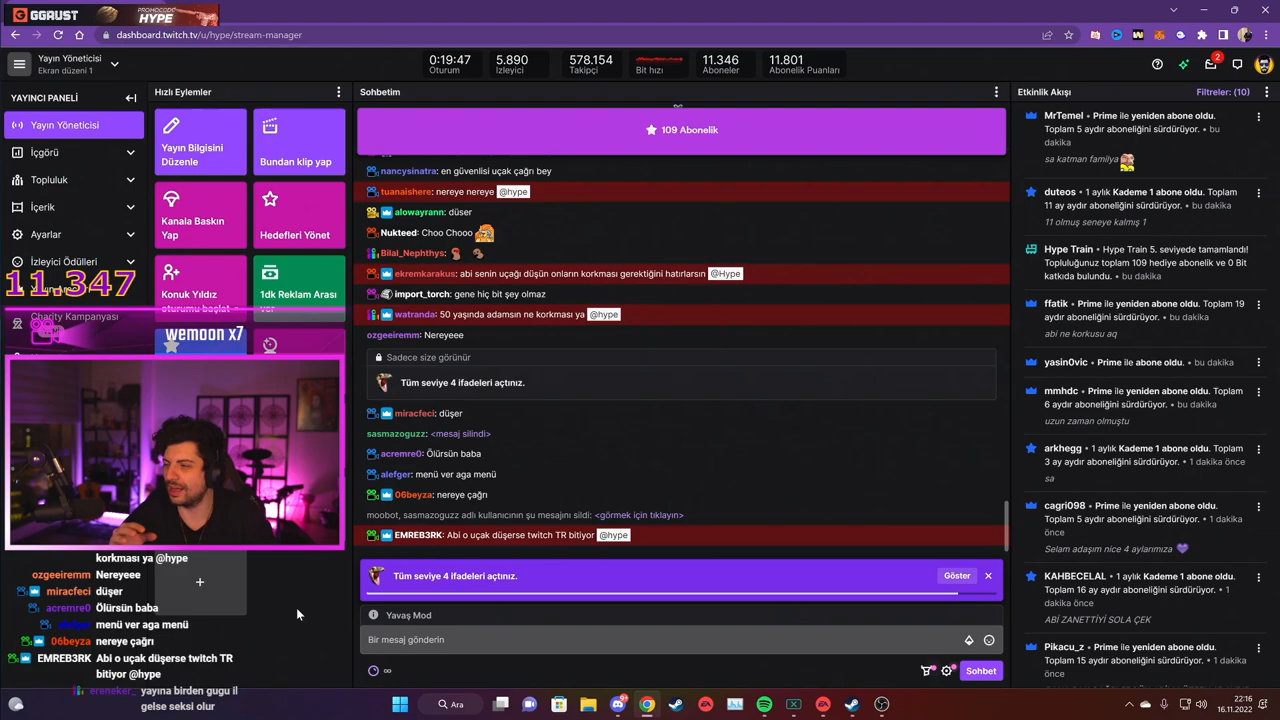 GGRUST
PROMOCODE
HYPE
dashboard.twitch.tv/u/hype/stream-manager
Yayın Yöneticisi
Ekran düzeni 1
0:19:47
Oturum
5.890
İzleyici
578.154
Takipçi
Bit hızı
11.346
Aboneler
11.801
Abonelik Puanları
2
YAYINCI PANELİ
Yayın Yöneticisi
İçgörü
Topluluk
İçerik
Ayarlar
İzleyici Ödülleri
11.347
Charity Kampanyası
Hızlı Eylemler
Yayın Bilgisini
Düzenle
Bundan klip yap
Kanala Baskın
Yap
Hedefleri Yönet
Konuk Yıldız
oturumu başlat
1dk Reklam Arası
ver
wemoon x7
Sohbetim
109 Abonelik
nancysinatra: en güvenlisi uçak çağrı bey
tuanaishere: nereye nereye @hype
alowayrann: düser
Nukteed: Choo Chooo
Bilal_Nephthys:
ekremkarakus: abi senin uçağı düşün onların korkması gerektiğini hatırlarsın @Hype
import_torch: gene hiç bit şey olmaz
watranda: 50 yaşında adamsın ne korkması ya @hype
ozgeeiremm: Nereyeee
Sadece size görünür
Tüm seviye 4 ifadeleri açtınız.
miracfeci: düşer
sasmazoguzz: <mesaj silindi>
acremre0: Ölürsün baba
alefger: menü ver aga menü
06beyza: nereye çağrı
moobot, sasmazoguzz adlı kullanıcının şu mesajını sildi: <görmek için tıklayın>
EMREB3RK: Abi o uçak düşerse twitch TR bitiyor @hype
Tüm seviye 4 ifadeleri açtınız.
Göster
Yavaş Mod
Bir mesaj gönderin
∞
Sohbet
Etkinlik Akışı
Filtreler: (10)
MrTemel • Prime ile yeniden abone oldu.
Toplam 5 aydır aboneliğini sürdürüyor. • bu
dakika
sa katman familya
duteos • 1 aylık Kademe 1 abone oldu. Toplam
11 ay aydır aboneliğini sürdürüyor. • bu dakika
11 olmuş seneye kalmış 1
Hype Train • Hype Train 5. seviyede tamamlandı!
Topluluğunuz toplam 109 hediye abonelik ve 0 Bit
katkıda bulundu. • bu dakika
ffatik • Prime ile yeniden abone oldu. Toplam 19
aydır aboneliğini sürdürüyor. • bu dakika
abi ne korkusu aq
yasin0vic • Prime ile abone oldu. • bu dakika
mmhdc • Prime ile yeniden abone oldu. Toplam
6 aydır aboneliğini sürdürüyor. • bu dakika
uzun zaman olmuştu
arkhegg • 1 aylık Kademe 1 abone oldu. Toplam
3 ay aydır aboneliğini sürdürüyor. • 1 dakika önce
sa
cagri098 • Prime ile yeniden abone oldu.
Toplam 5 aydır aboneliğini sürdürüyor. • 1 dakika
önce
Selam adaşım nice 4 aylarımıza
KAHBECELAL • 1 aylık Kademe 1 abone oldu.
Toplam 16 ay aydır aboneliğini sürdürüyor. • 1
dakika önce
ABİ ZANETTİYİ SOLA ÇEK
Pikacu_z • Prime ile yeniden abone oldu.
Toplam 15 aydır aboneliğini sürdürüyor. • 1 dakika
korkması ya @hype
ozgeeiremm Nereyeee
miracfeci düşer
acremre0 Ölürsün baba
alefger menü ver aga menü
06beyza nereye çağrı
EMREB3RK Abi o uçak düşerse twitch TR
bitiyor @hype
ereneker_ yayına birden gugu il
gelse seksi olur
Ara
22:16
16.11.2022